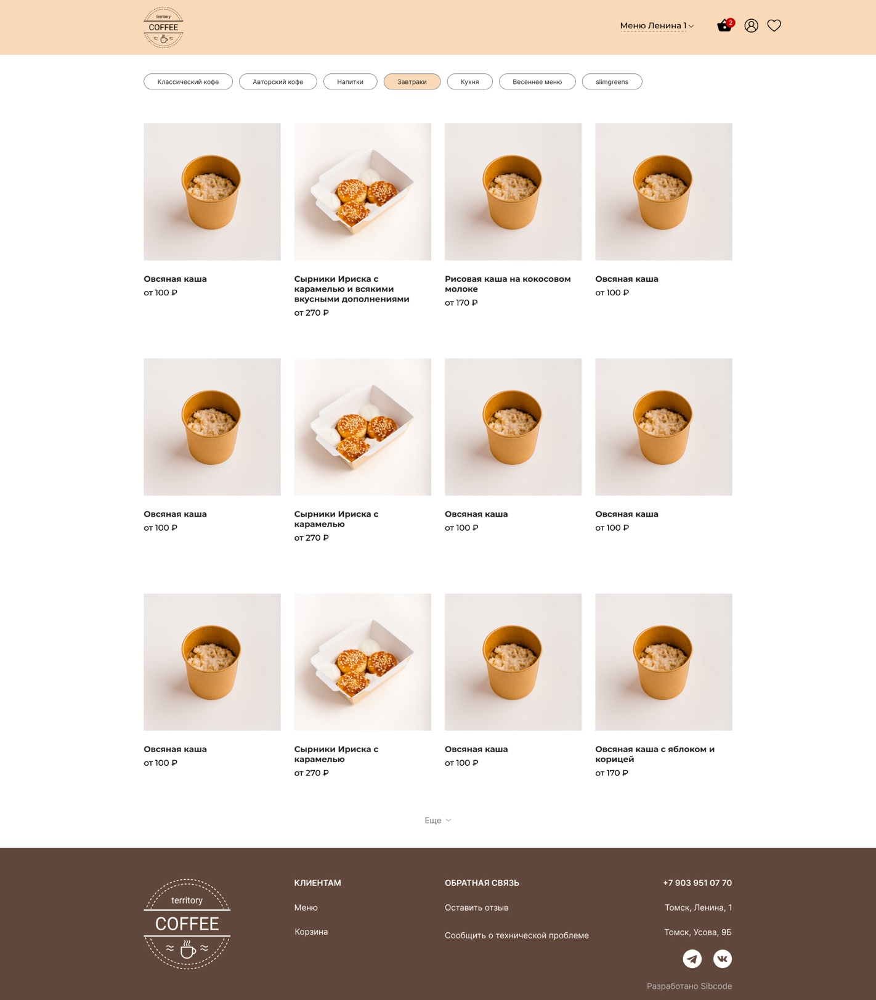 territory
COFFEE
Меню Ленина 1
2
Классический кофе
Авторский кофе
Напитки
Завтраки
Кухня
Весеннее меню
slimgreens
Овсяная каша
от 100 ₽
Сырники Ириска с
карамелью и всякими
вкусными дополнениями
от 270 ₽
Рисовая каша на кокосовом
молоке
от 170 ₽
Овсяная каша
от 100 ₽
Овсяная каша
от 100 ₽
Сырники Ириска с
карамелью
от 270 ₽
Овсяная каша
от 100 ₽
Овсяная каша
от 100 ₽
Овсяная каша
от 100 ₽
Сырники Ириска с
карамелью
от 270 ₽
Овсяная каша
от 100 ₽
Овсяная каша с яблоком и
корицей
от 170 ₽
Еще
territory
COFFEE
КЛИЕНТАМ
Меню
Корзина
ОБРАТНАЯ СВЯЗЬ
Оставить отзыв
Сообщить о технической проблеме
+7 903 951 07 70
Томск, Ленина, 1
Томск, Усова, 9Б
Разработано Sibcode